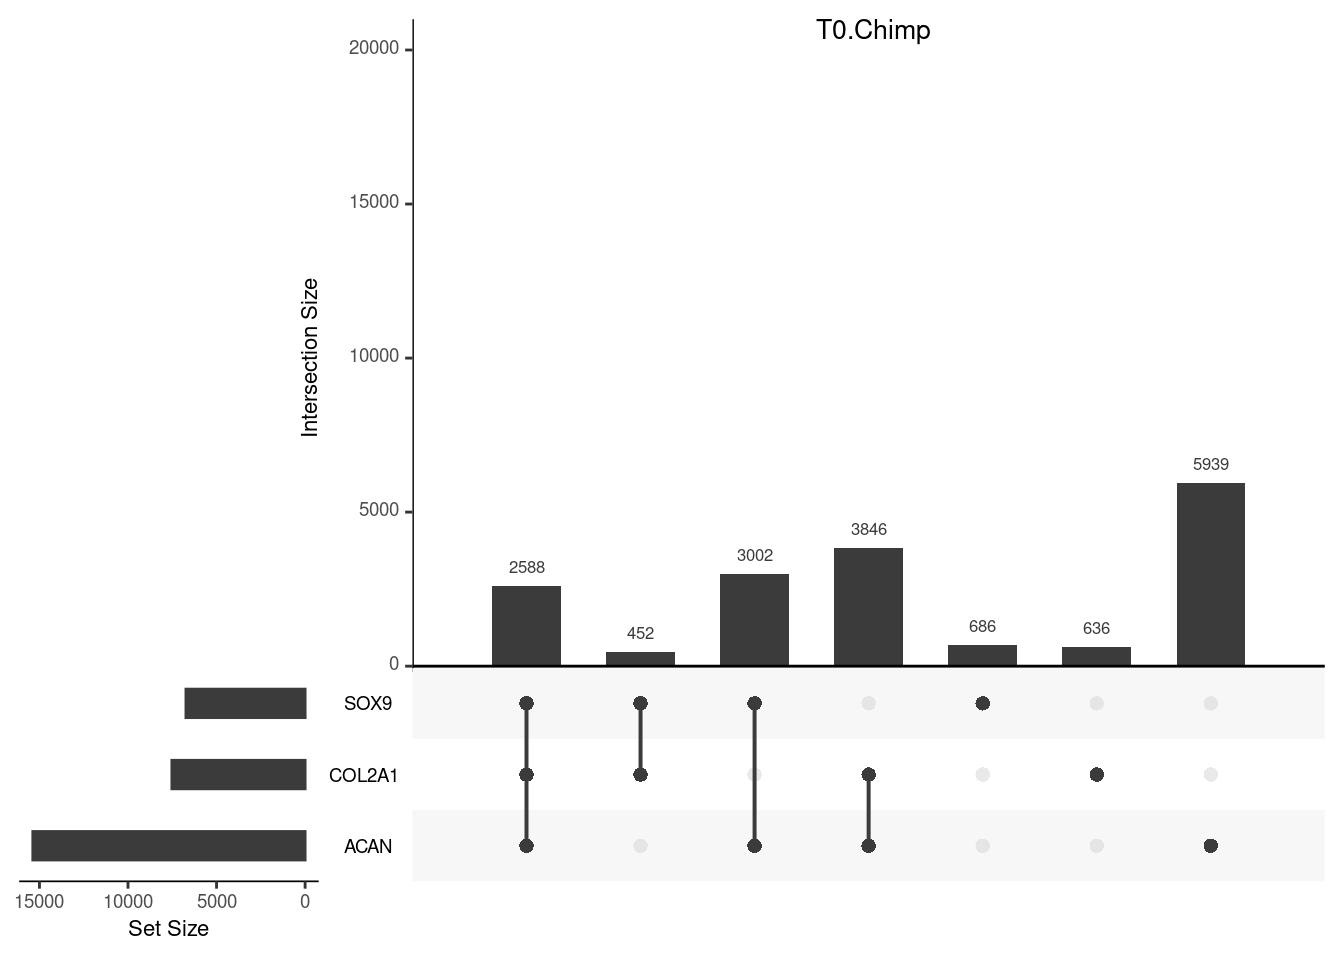 T0.Chimp
20000
15000
10000
5000
0
Intersection Size
2588
452
3002
3846
686
636
5939
SOX9
COL2A1
ACAN
15000 10000 5000 0
Set Size